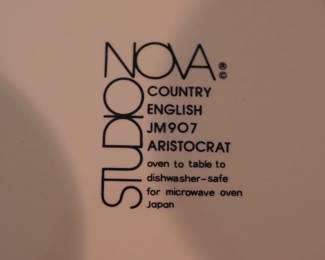 STUDIO NOVA ® ©
COUNTRY
ENGLISH
JM907
ARISTOCRAT
oven to table to
dishwasher-safe
for microwave oven
Japan